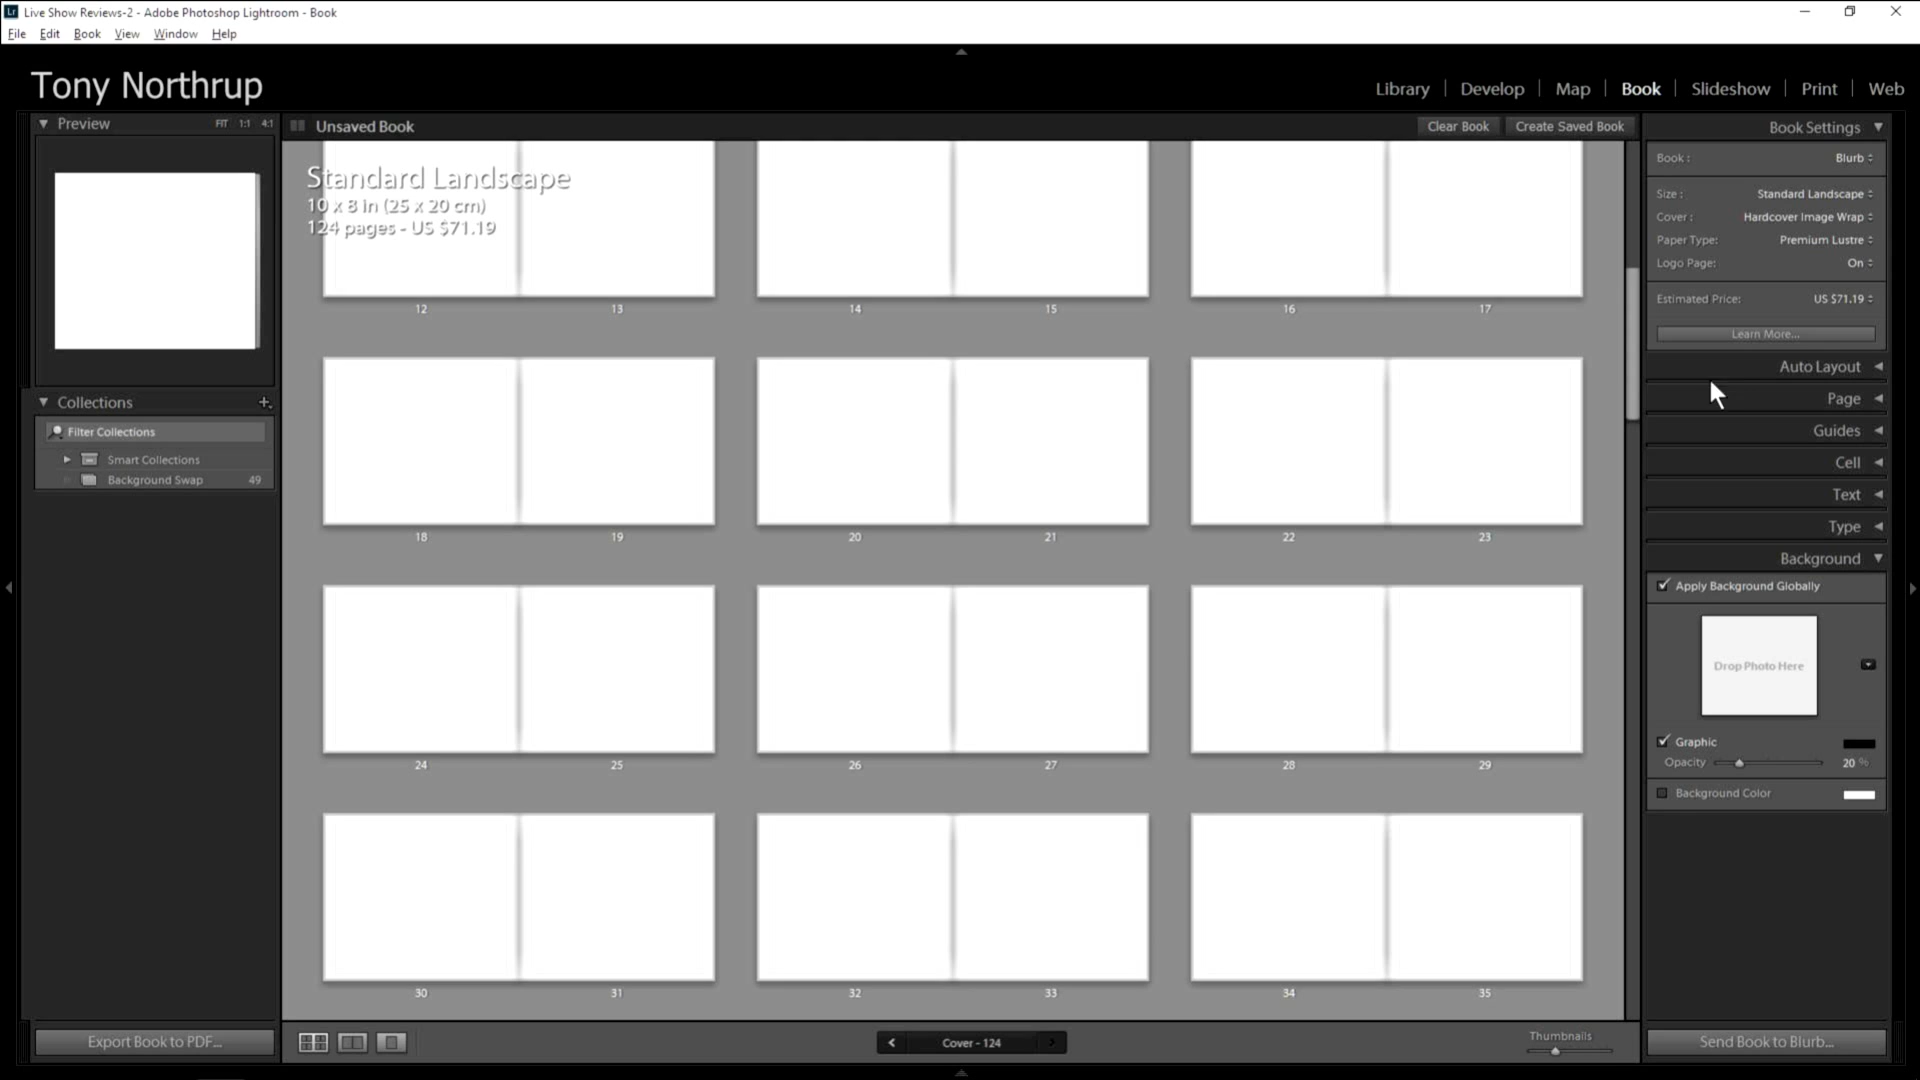 Live Show Reviews-2 - Adobe Photoshop Lightroom - Book
File Edit Book View Window Help
Tony Northrup
Library Develop Map Book Slideshow Print Web
Preview FIT 1:1 4:1
Unsaved Book
Clear Book Create Saved Book
Book Settings
Standard Landscape
10 x 8 in (25 x 20 cm)
124 pages - US $71.19
Book : Blurb
Size : Standard Landscape
Cover : Hardcover Image Wrap
Paper Type: Premium Lustre
Logo Page: On
Estimated Price: US $71.19
Learn More...
Auto Layout
Page
Guides
Cell
Text
Type
Background
Apply Background Globally
Drop Photo Here
Graphic
Opacity 20 %
Background Color
Collections
Filter Collections
Smart Collections
Background Swap 49
12 13 14 15 16 17
18 19 20 21 22 23
24 25 26 27 28 29
30 31 32 33 34 35
Export Book to PDF...
Cover - 124
Thumbnails
Send Book to Blurb...